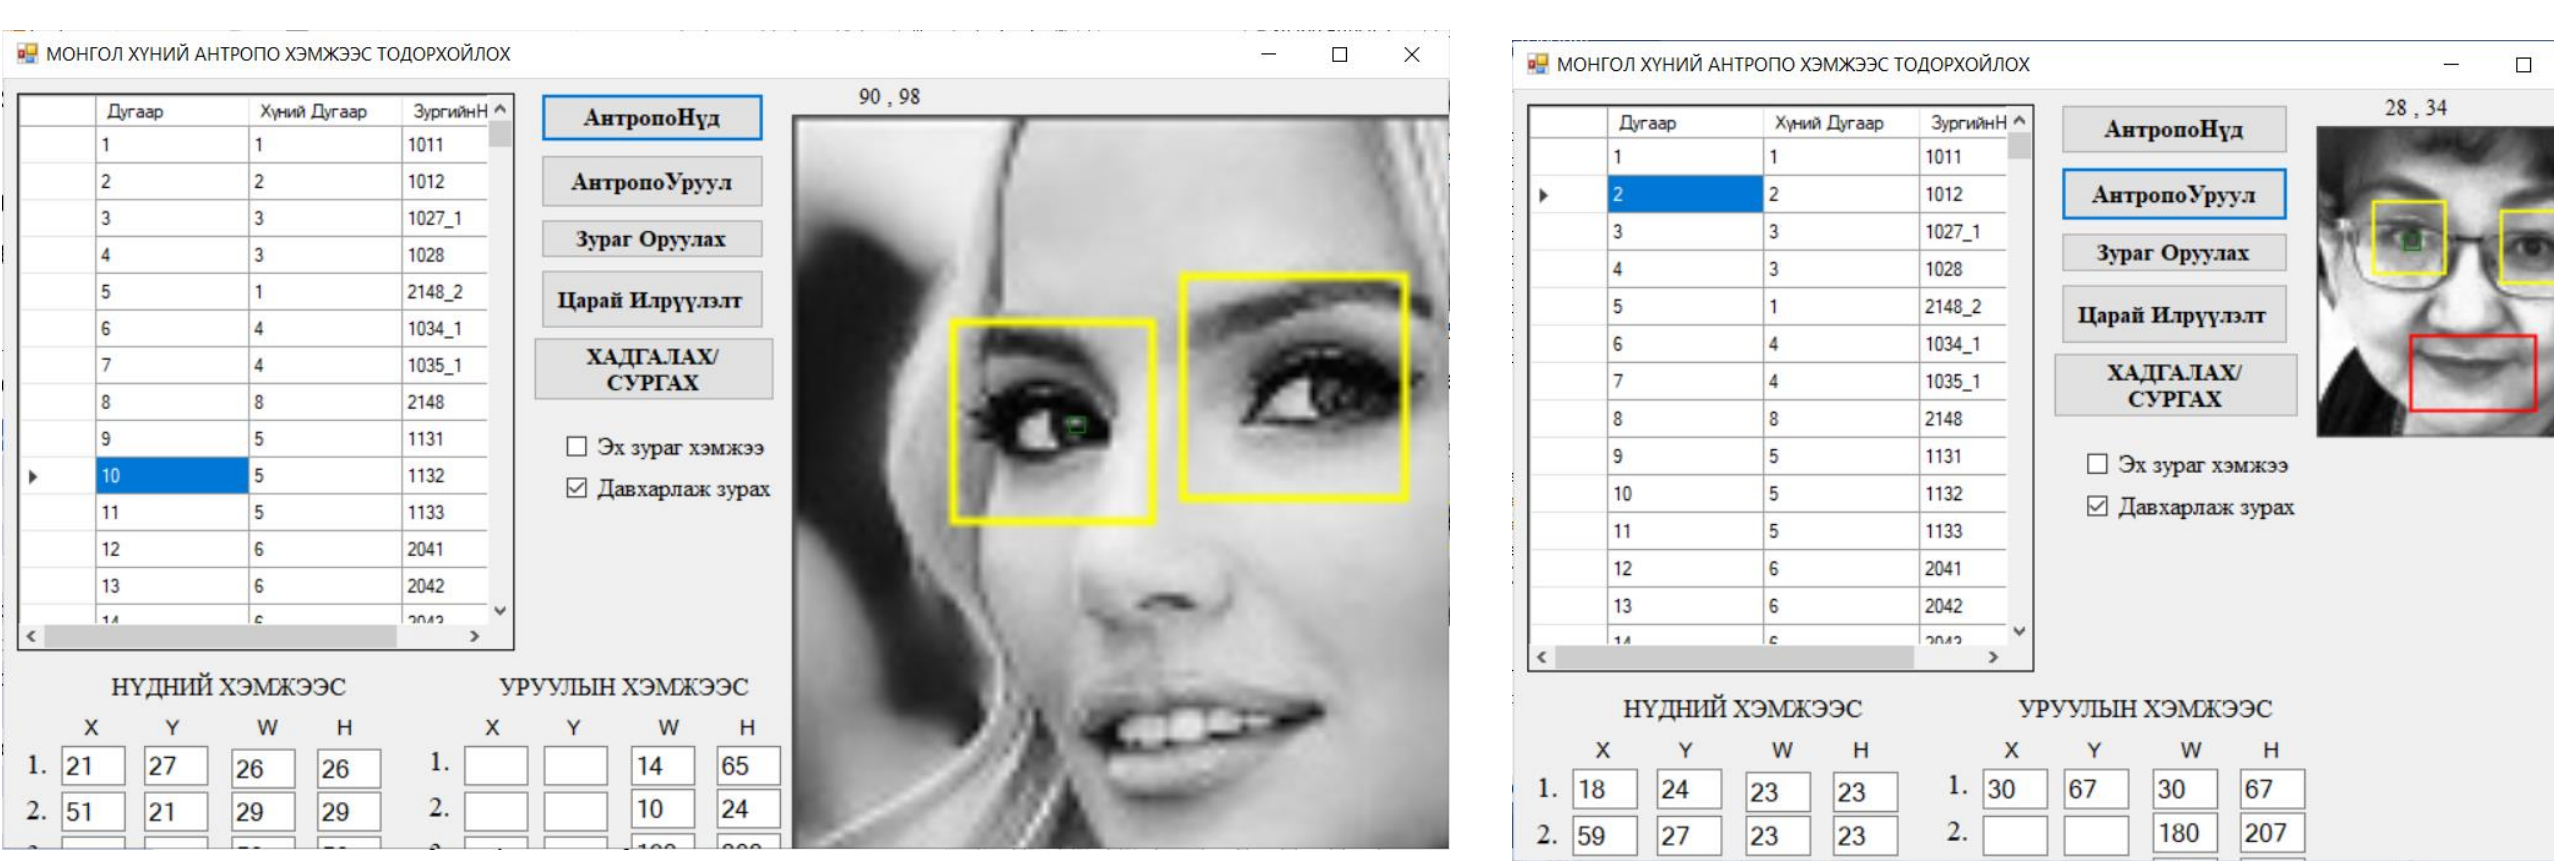 МОНГОЛ ХҮНИЙ АНТРОПО ХЭМЖЭЭС ТОДОРХОЙЛОХ
90 , 98
Дугаар Хүний Дугаар ЗургийнН
1 1 1011
2 2 1012
3 3 1027_1
4 3 1028
5 1 2148_2
6 4 1034_1
7 4 1035_1
8 8 2148
9 5 1131
10 5 1132
11 5 1133
12 6 2041
13 6 2042
АнтропоНүд
АнтропоУруул
Зураг Оруулах
Царай Илрүүлэлт
ХАДГАЛАХ/
СУРГАХ
Эх зураг хэмжээ
Давхарлаж зурах
НҮДНИЙ ХЭМЖЭЭС
X Y W H
1. 21 27 26 26
2. 51 21 29 29
УРУУЛЫН ХЭМЖЭЭС
X Y W H
1. 14 65
2. 10 24
МОНГОЛ ХҮНИЙ АНТРОПО ХЭМЖЭЭС ТОДОРХОЙЛОХ
28 , 34
Дугаар Хүний Дугаар ЗургийнН
1 1 1011
2 2 1012
3 3 1027_1
4 3 1028
5 1 2148_2
6 4 1034_1
7 4 1035_1
8 8 2148
9 5 1131
10 5 1132
11 5 1133
12 6 2041
13 6 2042
АнтропоНүд
АнтропоУруул
Зураг Оруулах
Царай Илрүүлэлт
ХАДГАЛАХ/
СУРГАХ
Эх зураг хэмжээ
Давхарлаж зурах
НҮДНИЙ ХЭМЖЭЭС
X Y W H
1. 18 24 23 23
2. 59 27 23 23
УРУУЛЫН ХЭМЖЭЭС
X Y W H
1. 30 67 30 67
2. 180 207